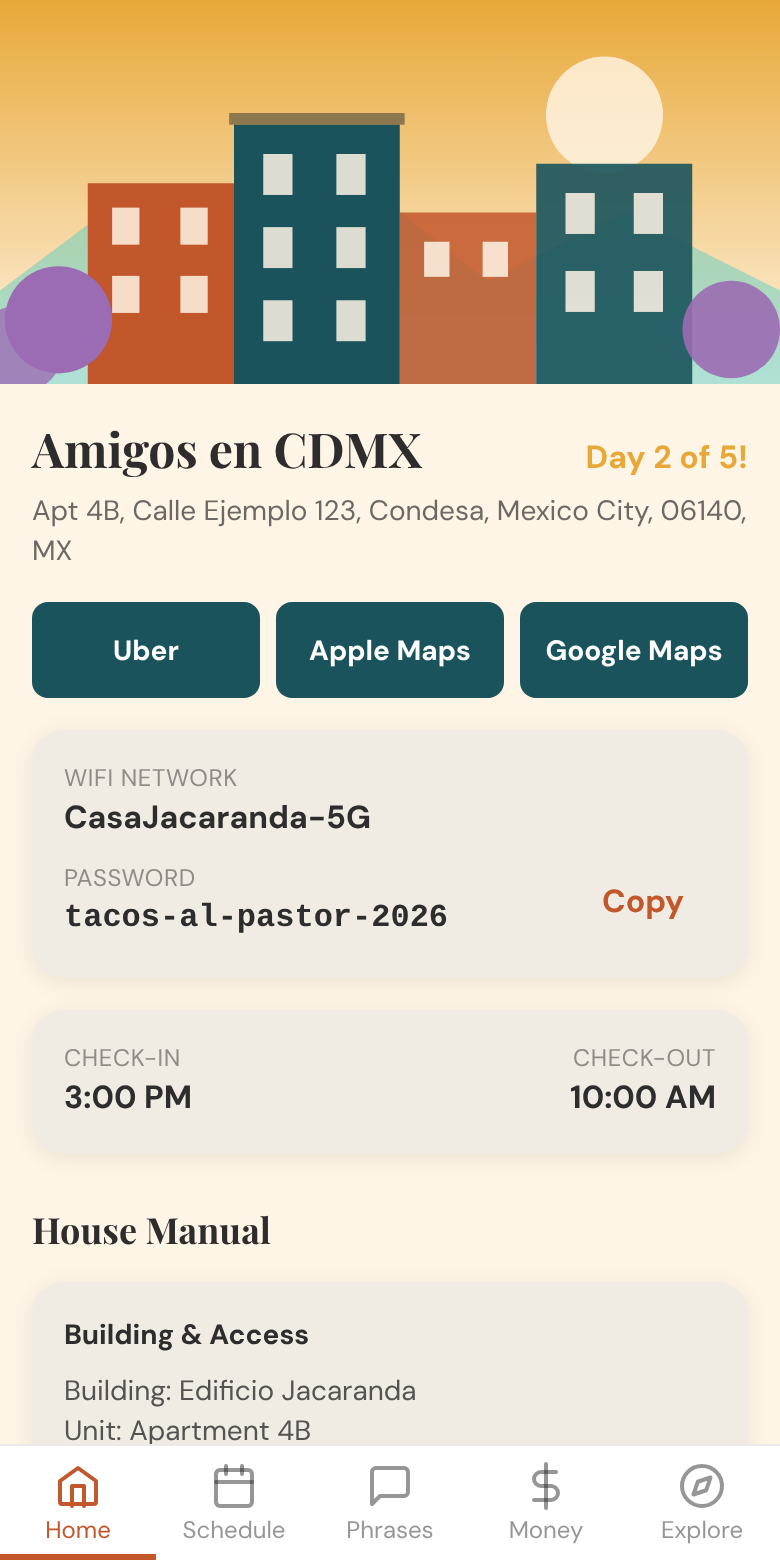 Amigos en CDMX
Day 2 of 5!
Apt 4B, Calle Ejemplo 123, Condesa, Mexico City, 06140,
MX
Uber
Apple Maps
Google Maps
WIFI NETWORK
CasaJacaranda-5G
PASSWORD
tacos-al-pastor-2026
Copy
CHECK-IN
CHECK-OUT
3:00 PM
10:00 AM
House Manual
Building & Access
Building: Edificio Jacaranda
Unit: Apartment 4B
Home
Schedule
Phrases
Money
Explore